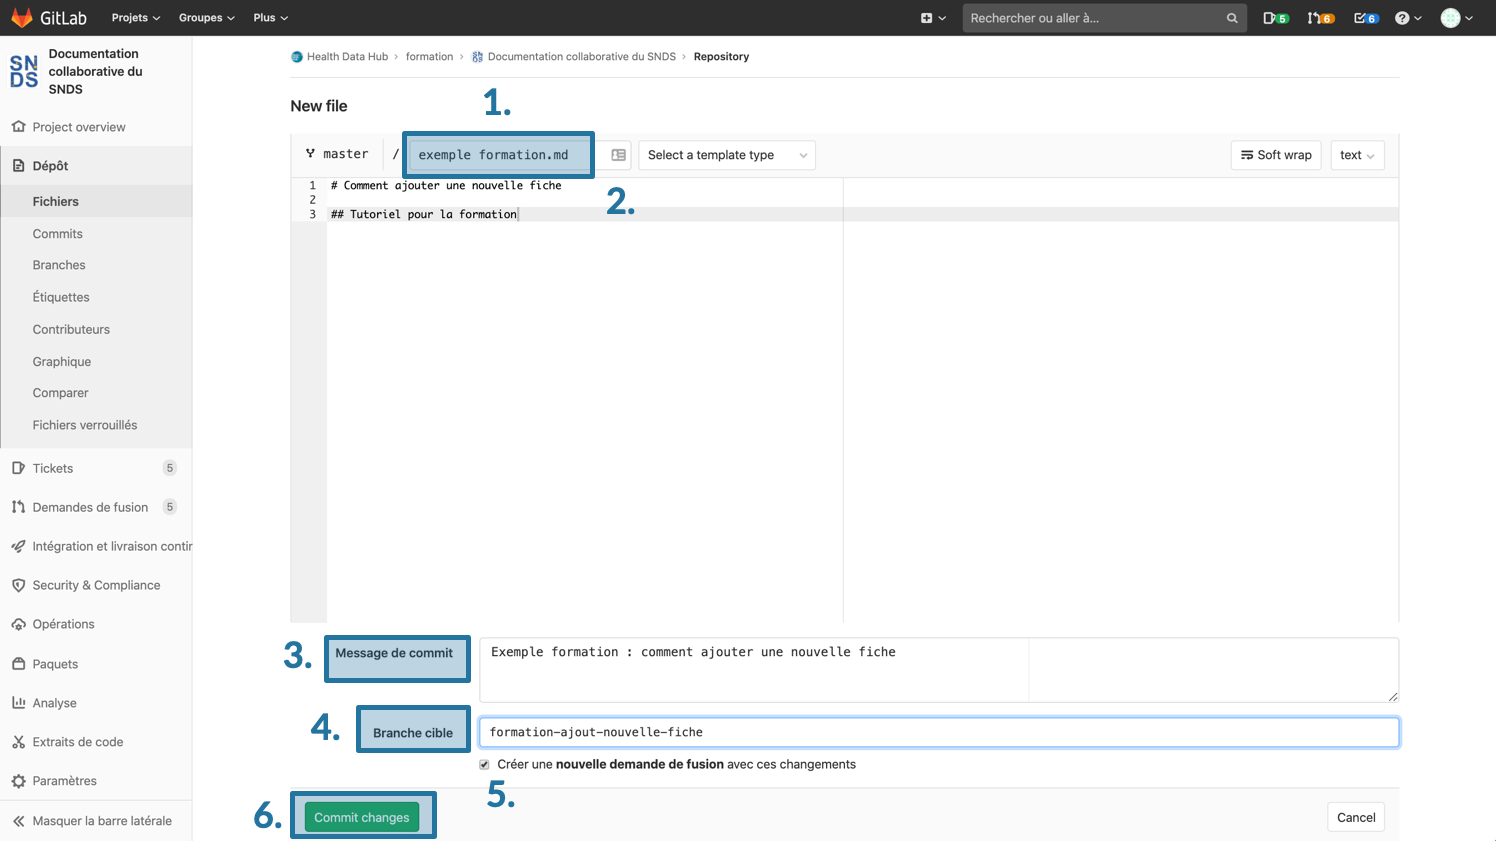 GitLab Projets Groupes Plus Rechercher ou aller à... 5 6 6 ?
SNDS
Documentation
collaborative du
SNDS
Project overview
Dépôt
Fichiers
Commits
Branches
Étiquettes
Contributeurs
Graphique
Comparer
Fichiers verrouillés
Tickets 5
Demandes de fusion 5
Intégration et livraison contin
Security & Compliance
Opérations
Paquets
Analyse
Extraits de code
Paramètres
Masquer la barre latérale
Health Data Hub › formation › Documentation collaborative du SNDS › Repository
New file
1.
master / exemple formation.md Select a template type Soft wrap text
2.
1 # Comment ajouter une nouvelle fiche
2
3 ## Tutoriel pour la formation
3. Message de commit Exemple formation : comment ajouter une nouvelle fiche
4. Branche cible formation-ajout-nouvelle-fiche
Créer une nouvelle demande de fusion avec ces changements
5.
6. Commit changes Cancel